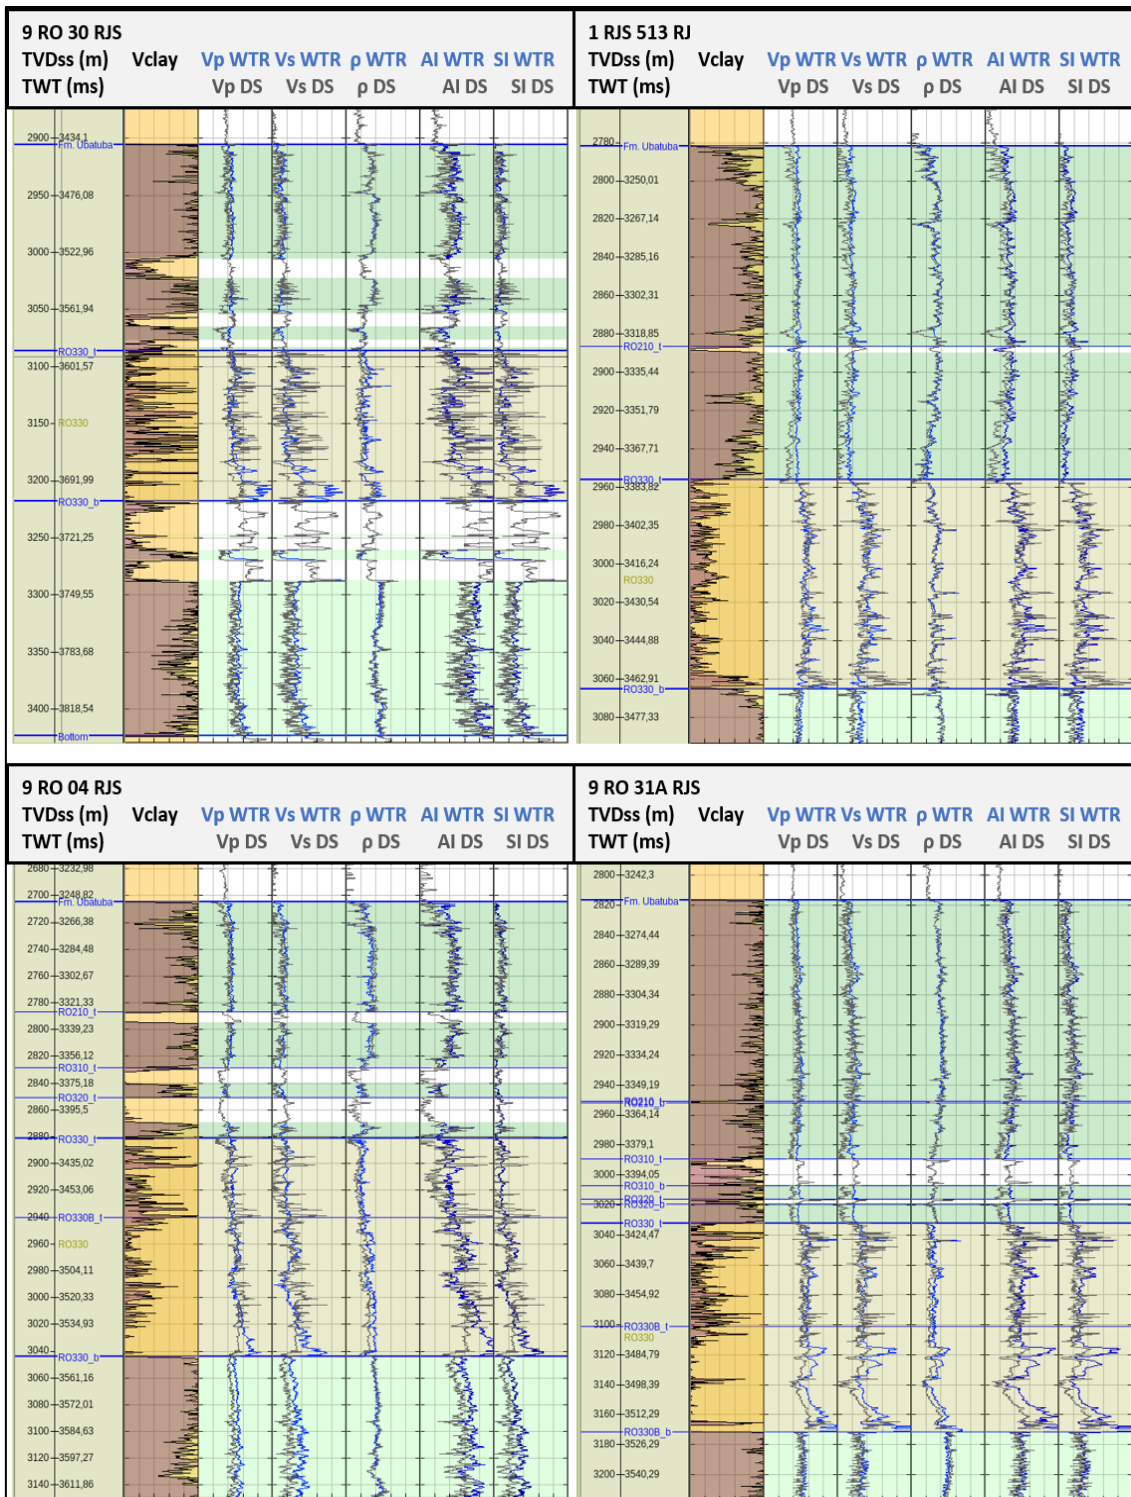 9 RO 30 RJS
TVDss (m) Vclay Vp WTR Vs WTR ρ WTR AI WTR SI WTR
TWT (ms) Vp DS Vs DS ρ DS AI DS SI DS
2900 3434,1
Fm. Ubatuba
2950 3476,08
3000 3522,96
3050 3561,94
RO330_t
3100 3601,57
3150 RO330
3200 3691,99
RO330_b
3250 3721,25
3300 3749,55
3350 3783,68
3400 3818,54
Bottom
1 RJS 513 RJ
TVDss (m) Vclay Vp WTR Vs WTR ρ WTR AI WTR SI WTR
TWT (ms) Vp DS Vs DS ρ DS AI DS SI DS
2780
Fm. Ubatuba
2800 3250,01
2820 3267,14
2840 3285,16
2860 3302,31
2880 3318,85
RO210_t
2900 3335,44
2920 3351,79
2940 3367,71
RO330_t
2960 3383,82
2980 3402,35
3000 3416,24
RO330
3020 3430,54
3040 3444,88
3060 3462,91
RO330_b
3080 3477,33
9 RO 04 RJS
TVDss (m) Vclay Vp WTR Vs WTR ρ WTR AI WTR SI WTR
TWT (ms) Vp DS Vs DS ρ DS AI DS SI DS
2680 3232,98
2700 3248,82
Fm. Ubatuba
2720 3266,38
2740 3284,48
2760 3302,67
2780 3321,33
RO210_t
2800 3339,23
2820 3356,12
RO310_t
2840 3375,18
RO320_t
2860 3395,5
2880
RO330_t
2900 3435,02
2920 3453,06
2940 RO330B_t
2960 RO330
2980 3504,11
3000 3520,33
3020 3534,93
3040
RO330_b
3060 3561,16
3080 3572,01
3100 3584,63
3120 3597,27
3140 3611,86
9 RO 31A RJS
TVDss (m) Vclay Vp WTR Vs WTR ρ WTR AI WTR SI WTR
TWT (ms) Vp DS Vs DS ρ DS AI DS SI DS
2800 3242,3
Fm. Ubatuba
2820
2840 3274,44
2860 3289,39
2880 3304,34
2900 3319,29
2920 3334,24
2940 3349,19
2960 3364,14
2980 3379,1
RO310_t
3000 3394,05
RO310_b
3020 RO320_b
RO330_t
3040 3424,47
3060 3439,7
3080 3454,92
3100 RO330B_t
RO330
3120 3484,79
3140 3498,39
3160 3512,29
RO330B_b
3180 3526,29
3200 3540,29